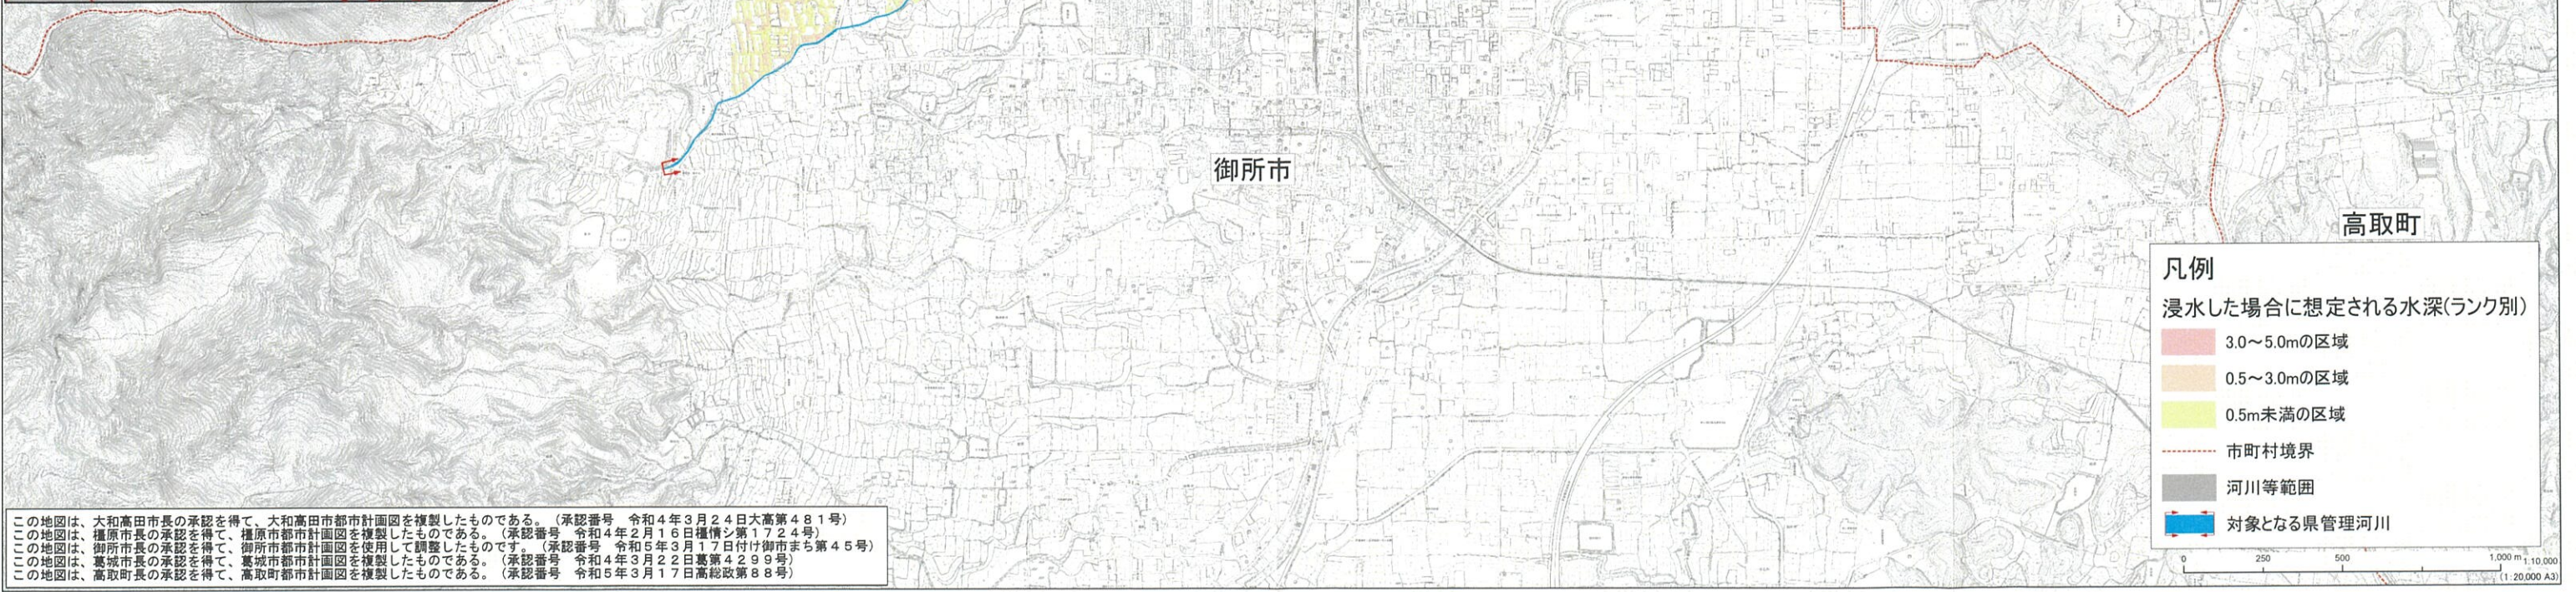 御所市
高取町
凡例
浸水した場合に想定される水深(ランク別)
3.0～5.0mの区域
0.5～3.0mの区域
0.5m未満の区域
市町村境界
河川等範囲
対象となる県管理河川
0 250 500 1,000 m
1:10,000
(1:20,000 A3)
この地図は、大和高田市長の承認を得て、大和高田市都市計画図を複製したものである。（承認番号　令和４年３月２４日大高第４８１号）
この地図は、橿原市長の承認を得て、橿原市都市計画図を複製したものである。（承認番号　令和４年２月１６日橿情シ第１７２４号）
この地図は、御所市長の承認を得て、御所市都市計画図を使用して調整したものです。（承認番号　令和５年３月１７日付け御市まち第４５号）
この地図は、葛城市長の承認を得て、葛城市都市計画図を複製したものである。（承認番号　令和４年３月２２日葛第４２９９号）
この地図は、高取町長の承認を得て、高取町都市計画図を複製したものである。（承認番号　令和５年３月１７日高総政第８８号）